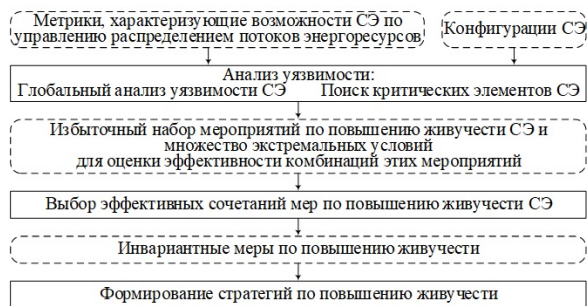 Метрики, характеризующие возможности СЭ по
управлению распределением потоков энергоресурсов
Конфигурации СЭ
Анализ уязвимости:
Глобальный анализ уязвимости СЭ Поиск критических элементов СЭ
Избыточный набор мероприятий по повышению живучести СЭ и
множество экстремальных условий
для оценки эффективности комбинаций этих мероприятий
Выбор эффективных сочетаний мер по повышению живучести СЭ
Инвариантные меры по повышению живучести
Формирование стратегий по повышению живучести